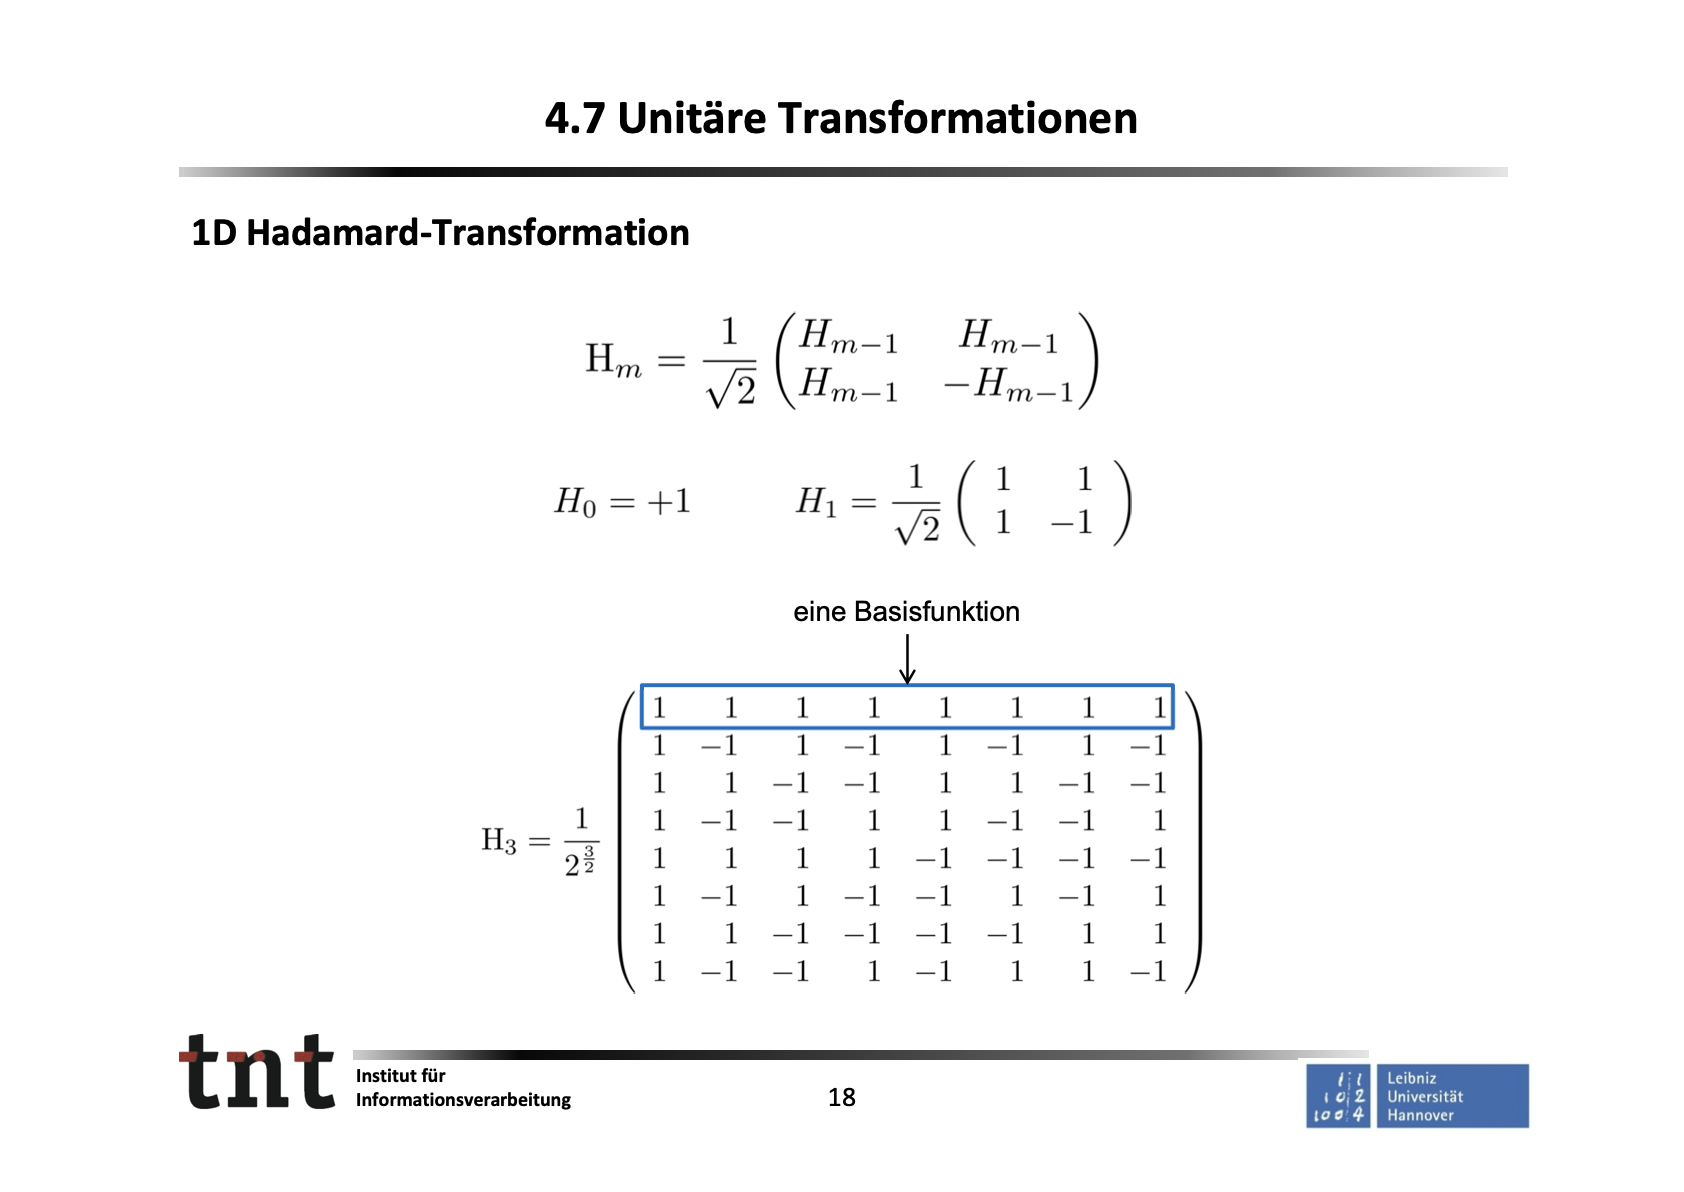 4.7 Unitäre Transformationen
1D Hadamard-Transformation
H_m = \frac{1}{\sqrt{2}} \begin{pmatrix} H_{m-1} & H_{m-1} \\ H_{m-1} & -H_{m-1} \end{pmatrix}
H_0 = +1 \quad H_1 = \frac{1}{\sqrt{2}} \begin{pmatrix} 1 & 1 \\ 1 & -1 \end{pmatrix}
eine Basisfunktion
H_3 = \frac{1}{2^{\frac{3}{2}}}
1 1 1 1 1 1 1 1
1 −1 1 −1 1 −1 1 −1
1 1 −1 −1 1 1 −1 −1
1 −1 −1 1 1 −1 −1 1
1 1 1 1 −1 −1 −1 −1
1 −1 1 −1 −1 1 −1 1
1 1 −1 −1 −1 −1 1 1
1 −1 −1 1 −1 1 1 −1
tnt
Institut für
Informationsverarbeitung
18
Leibniz
Universität
Hannover